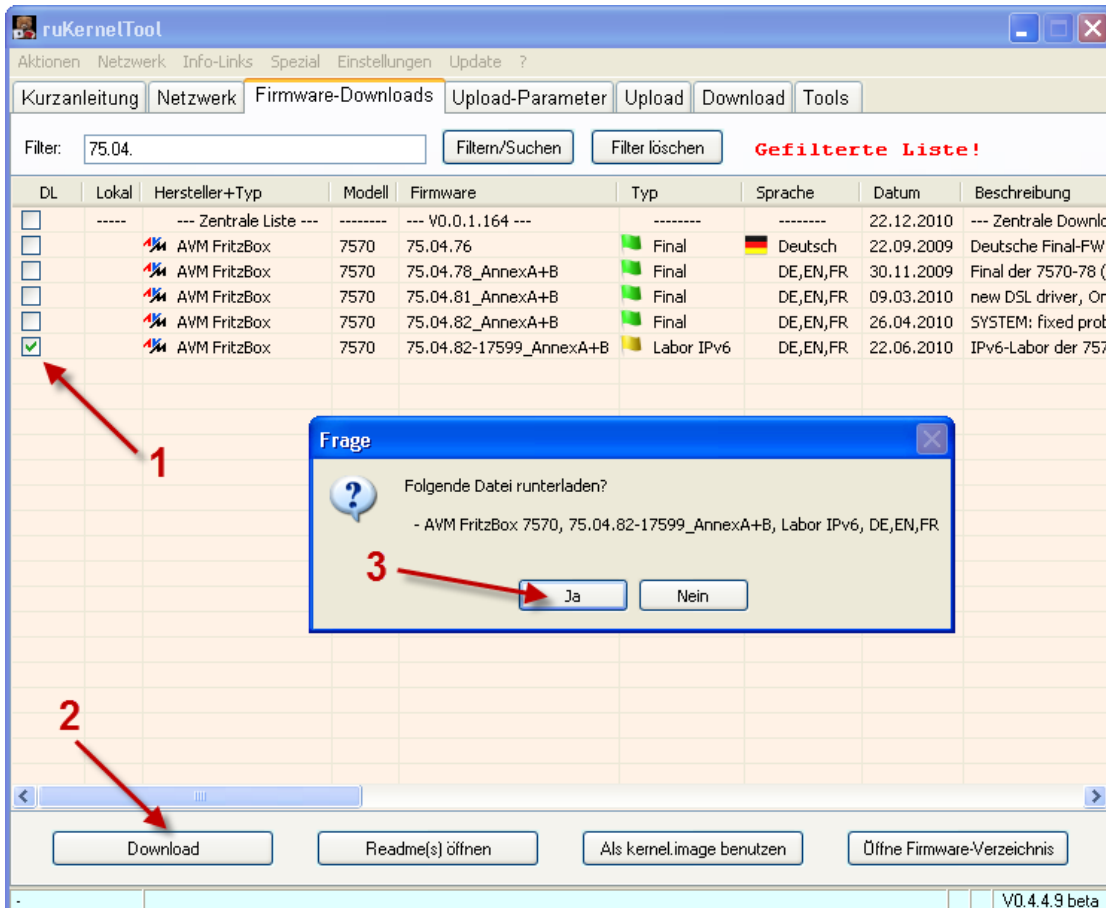 ruKernelTool
Aktionen Netzwerk Info-Links Spezial Einstellungen Update ?
Kurzanleitung Netzwerk Firmware-Downloads Upload-Parameter Upload Download Tools
Filter: 75.04. Filtern/Suchen Filter löschen Gefilterte Liste!
DL Lokal Hersteller+Typ Modell Firmware Typ Sprache Datum Beschreibung
----- --- Zentrale Liste --- -------- --- V0.0.1.164 --- -------- -------- 22.12.2010 --- Zentrale Downlo
AVM FritzBox 7570 75.04.76 Final Deutsch 22.09.2009 Deutsche Final-FW
AVM FritzBox 7570 75.04.78_AnnexA+B Final DE,EN,FR 30.11.2009 Final der 7570-78 (
AVM FritzBox 7570 75.04.81_AnnexA+B Final DE,EN,FR 09.03.2010 new DSL driver, Or
AVM FritzBox 7570 75.04.82_AnnexA+B Final DE,EN,FR 26.04.2010 SYSTEM: fixed prob
AVM FritzBox 7570 75.04.82-17599_AnnexA+B Labor IPv6 DE,EN,FR 22.06.2010 IPv6-Labor der 757
1
Frage
Folgende Datei runterladen?
- AVM FritzBox 7570, 75.04.82-17599_AnnexA+B, Labor IPv6, DE,EN,FR
3
Ja Nein
2
Download Readme(s) öffnen Als kernel.image benutzen Öffne Firmware-Verzeichnis
- V0.4.4.9 beta